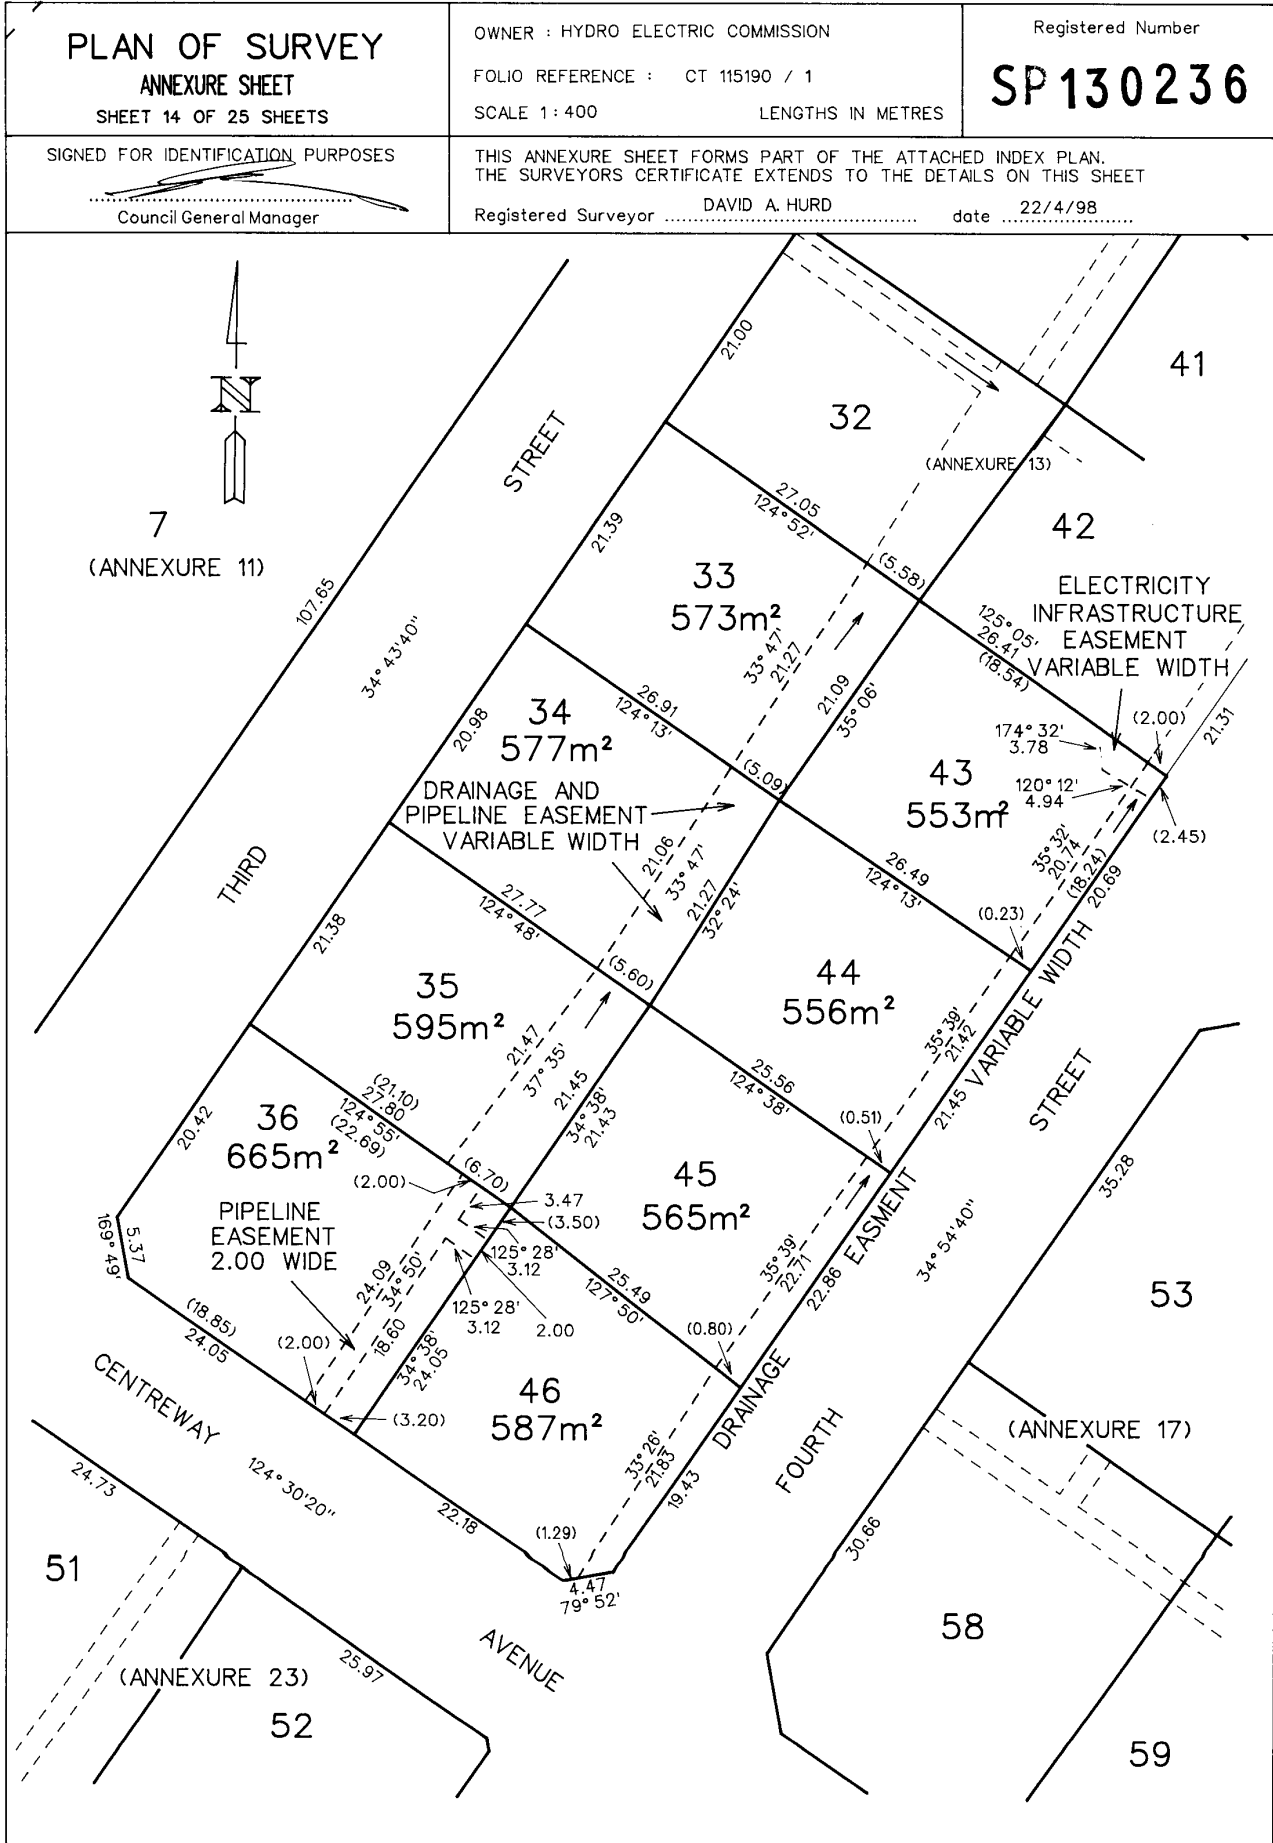 PLAN OF SURVEY
ANNEXURE SHEET
SHEET 14 OF 25 SHEETS
OWNER : HYDRO ELECTRIC COMMISSION
FOLIO REFERENCE : CT 115190 / 1
SCALE 1 : 400 LENGTHS IN METRES
Registered Number
SP130236
SIGNED FOR IDENTIFICATION PURPOSES
Council General Manager
THIS ANNEXURE SHEET FORMS PART OF THE ATTACHED INDEX PLAN.
THE SURVEYORS CERTIFICATE EXTENDS TO THE DETAILS ON THIS SHEET
Registered Surveyor DAVID A. HURD date 22/4/98
N
7
(ANNEXURE 11)
107.65
34° 43'40"
THIRD
STREET
21.00
32
(ANNEXURE 13)
41
42
21.39
27.05
124° 52'
(5.58)
33
573m²
33° 47'
21.27
21.09
35° 06'
125° 05'
26.41
(18.54)
ELECTRICITY
INFRASTRUCTURE
EASEMENT
VARIABLE WIDTH
(2.00)
21.31
174° 32'
3.78
120° 12'
4.94
(2.45)
43
553m²
35° 32'
20.74
(18.24)
20.69
20.98
26.91
124° 13'
(5.09)
34
577m²
DRAINAGE AND
PIPELINE EASEMENT
VARIABLE WIDTH
21.06
33° 47'
21.27
32° 24'
26.49
124° 13'
(0.23)
21.38
27.77
124° 48'
(5.60)
35
595m²
21.47
37° 35'
21.45
34° 38'
21.43
44
556m²
35° 39'
21.42
21.45
25.56
124° 38'
(0.51)
20.42
(21.10)
27.80
124° 55'
(22.69)
(6.70)
(2.00)
36
665m²
PIPELINE
EASEMENT
2.00 WIDE
5.37
169° 49'
24.09
34° 50'
18.60
3.47
(3.50)
125° 28'
3.12
125° 28'
3.12
2.00
34° 38'
24.05
45
565m²
35° 39'
22.71
22.86
25.49
127° 50'
(0.80)
(18.85)
24.05
(2.00)
(3.20)
46
587m²
33° 26'
21.83
19.43
22.18
(1.29)
4.47
79° 52'
DRAINAGE EASMENT VARIABLE WIDTH
FOURTH
STREET
34° 54'40"
35.28
53
(ANNEXURE 17)
30.66
58
59
CENTREWAY
AVENUE
124° 30'20"
24.73
51
(ANNEXURE 23)
25.97
52